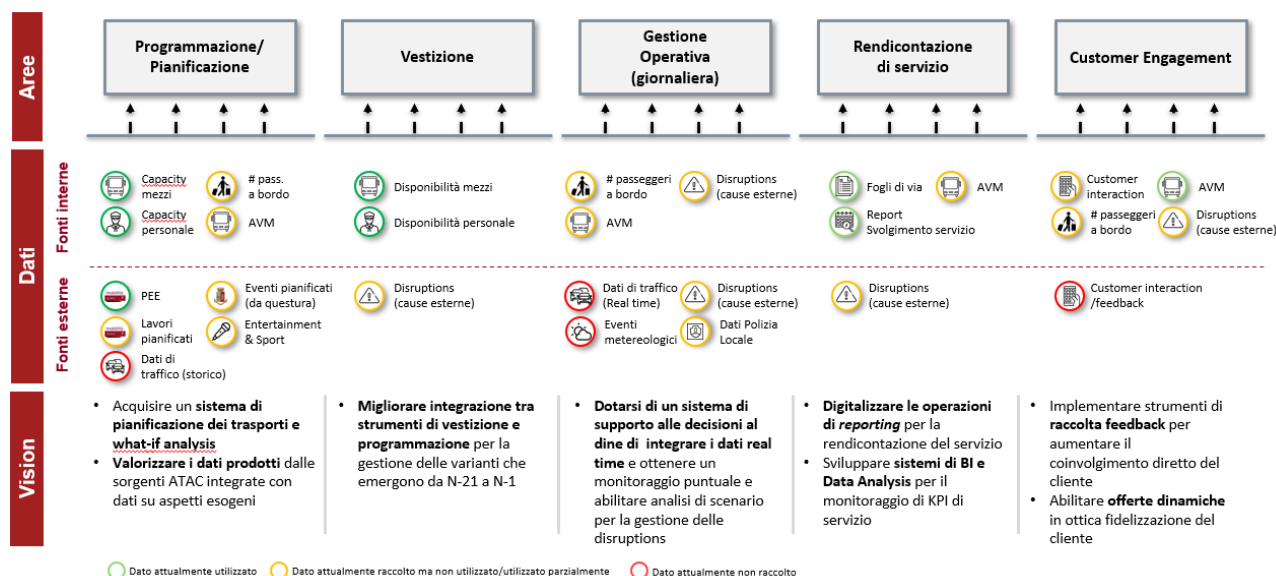 Aree
Programmazione/
Pianificazione
Vestizione
Gestione
Operativa
(giornaliera)
Rendicontazione
di servizio
Customer Engagement
Dati
Fonti interne
Capacity
mezzi
# pass.
a bordo
Capacity
personale
AVM
Disponibilità mezzi
Disponibilità personale
# passeggeri
a bordo
Disruptions
(cause esterne)
AVM
Fogli di via
AVM
Report
Svolgimento servizio
Customer
interaction
AVM
# passeggeri
a bordo
Disruptions
(cause esterne)
Fonti esterne
PEE
Eventi pianificati
(da questura)
Lavori
pianificati
Entertainment
& Sport
Dati di
traffico (storico)
Disruptions
(cause esterne)
Dati di traffico
(Real time)
Disruptions
(cause esterne)
Eventi
metereologici
Dati Polizia
Locale
Disruptions
(cause esterne)
Customer interaction
/feedback
Vision
• Acquisire un sistema di
pianificazione dei trasporti e
what-if analysis
• Valorizzare i dati prodotti dalle
sorgenti ATAC integrate con
dati su aspetti esogeni
• Migliorare integrazione tra
strumenti di vestizione e
programmazione per la
gestione delle varianti che
emergono da N-21 a N-1
• Dotarsi di un sistema di
supporto alle decisioni al
dine di integrare i dati real
time e ottenere un
monitoraggio puntuale e
abilitare analisi di scenario
per la gestione delle
disruptions
• Digitalizzare le operazioni
di reporting per la
rendicontazione del servizio
• Sviluppare sistemi di BI e
Data Analysis per il
monitoraggio di KPI di
servizio
• Implementare strumenti di
raccolta feedback per
aumentare il
coinvolgimento diretto del
cliente
• Abilitare offerte dinamiche
in ottica fidelizzazione del
cliente
Dato attualmente utilizzato
Dato attualmente raccolto ma non utilizzato/utilizzato parzialmente
Dato attualmente non raccolto